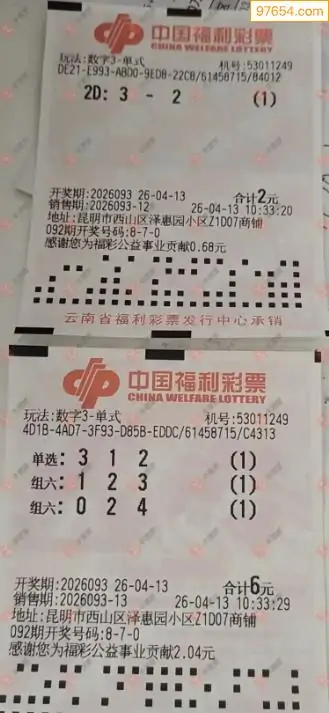 97654.com
中国福利彩票
CHINA WELFARE LOTTERY
玩法:数字3-单式 机号:53011249
DE21-E993-A8D0-9ED8-22C8/61458715/84012
2D: 3 - 2 (1)
开奖期:2026093 26-04-13 合计2元
销售期:2026093-12 26-04-13 10:33:20
地址:昆明市西山区泽惠园小区Z1D07商铺
092期开奖号码:8-7-0
感谢您为福彩公益事业贡献0.68元
云南省福利彩票发行中心承销
中国福利彩票
CHINA WELFARE LOTTERY
玩法:数字3-单式 机号:53011249
4D1B-4AD7-3F93-D85B-EDDC/61458715/C4313
单选: 3 1 2 (1)
组六: 1 2 3 (1)
组六: 0 2 4 (1)
开奖期:2026093 26-04-13 合计6元
销售期:2026093-13 26-04-13 10:33:29
地址:昆明市西山区泽惠园小区Z1D07商铺
092期开奖号码:8-7-0
感谢您为福彩公益事业贡献2.04元